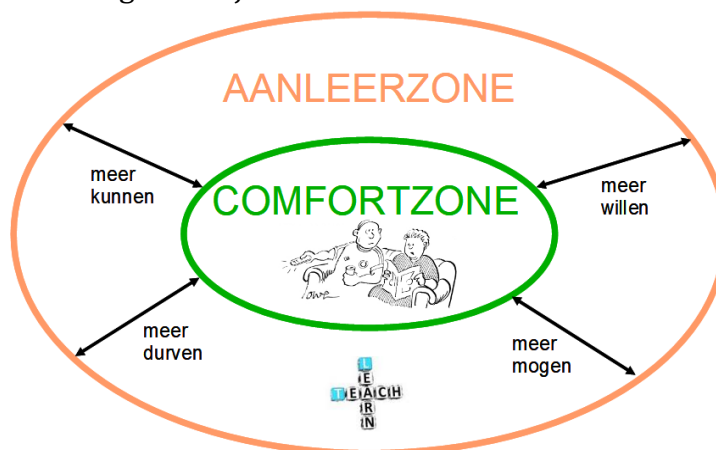 AANLEERZONE
meer
kunnen
COMFORTZONE
meer
willen
meer
durven
meer
mogen
LEARN
TEACH